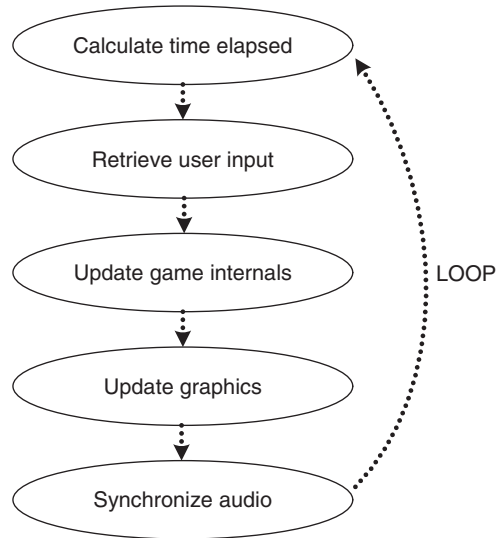 Calculate time elapsed
Retrieve user input
Update game internals
LOOP
Update graphics
Synchronize audio